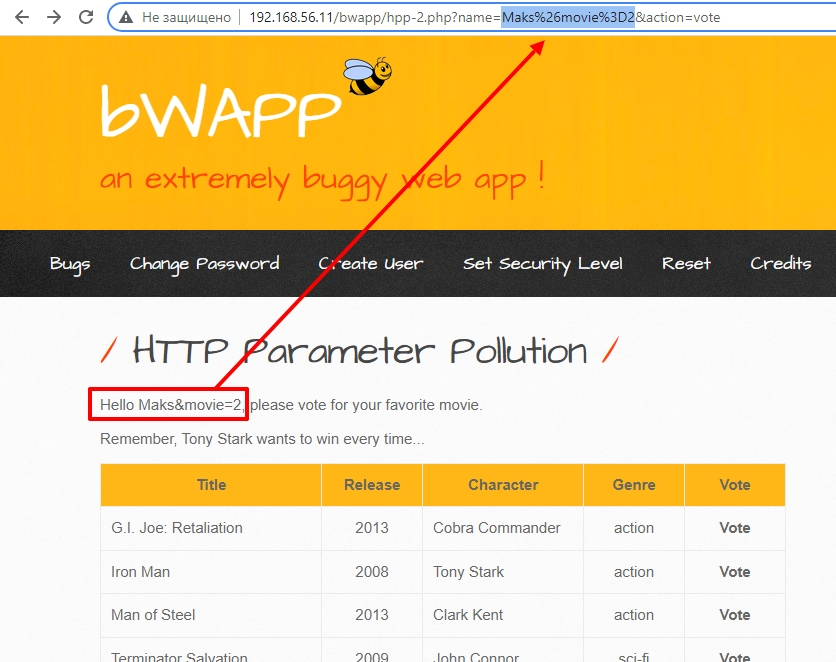 Не защищено 192.168.56.11/bwapp/hpp-2.php?name=Maks%26movie%3D2&action=vote
bWAPP
an extremely buggy web app !
Bugs Change Password Create User Set Security Level Reset Credits
/ HTTP Parameter Pollution /
Hello Maks&movie=2, please vote for your favorite movie.
Remember, Tony Stark wants to win every time...
Title Release Character Genre Vote
G.I. Joe: Retaliation 2013 Cobra Commander action Vote
Iron Man 2008 Tony Stark action Vote
Man of Steel 2013 Clark Kent action Vote
Terminator Salvation 2009 John Connor sci-fi Vote